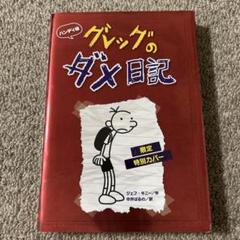 ハンディ版
グレッグの
ダメ日記
限定
特別カバー
ジェフ・キニー/作
中井はるの/訳